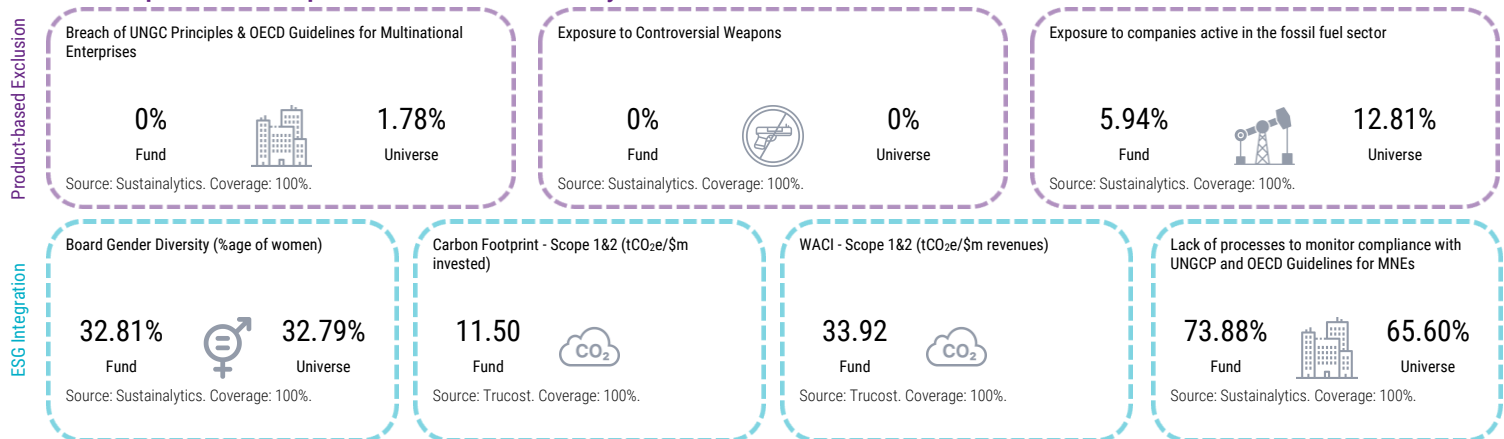 Product-based Exclusion
Breach of UNGC Principles & OECD Guidelines for Multinational
Enterprises
0%
Fund
1.78%
Universe
Source: Sustainalytics. Coverage: 100%.
Exposure to Controversial Weapons
0%
Fund
0%
Universe
Source: Sustainalytics. Coverage: 100%.
Exposure to companies active in the fossil fuel sector
5.94%
Fund
12.81%
Universe
Source: Sustainalytics. Coverage: 100%.
ESG Integration
Board Gender Diversity (%age of women)
32.81%
Fund
32.79%
Universe
Source: Sustainalytics. Coverage: 100%.
Carbon Footprint - Scope 1&2 (tCO₂e/$m
invested)
11.50
Fund
CO₂
Source: Trucost. Coverage: 100%.
WACI - Scope 1&2 (tCO₂e/$m revenues)
33.92
Fund
CO₂
Source: Trucost. Coverage: 100%.
Lack of processes to monitor compliance with
UNGCP and OECD Guidelines for MNEs
73.88%
Fund
65.60%
Universe
Source: Sustainalytics. Coverage: 100%.